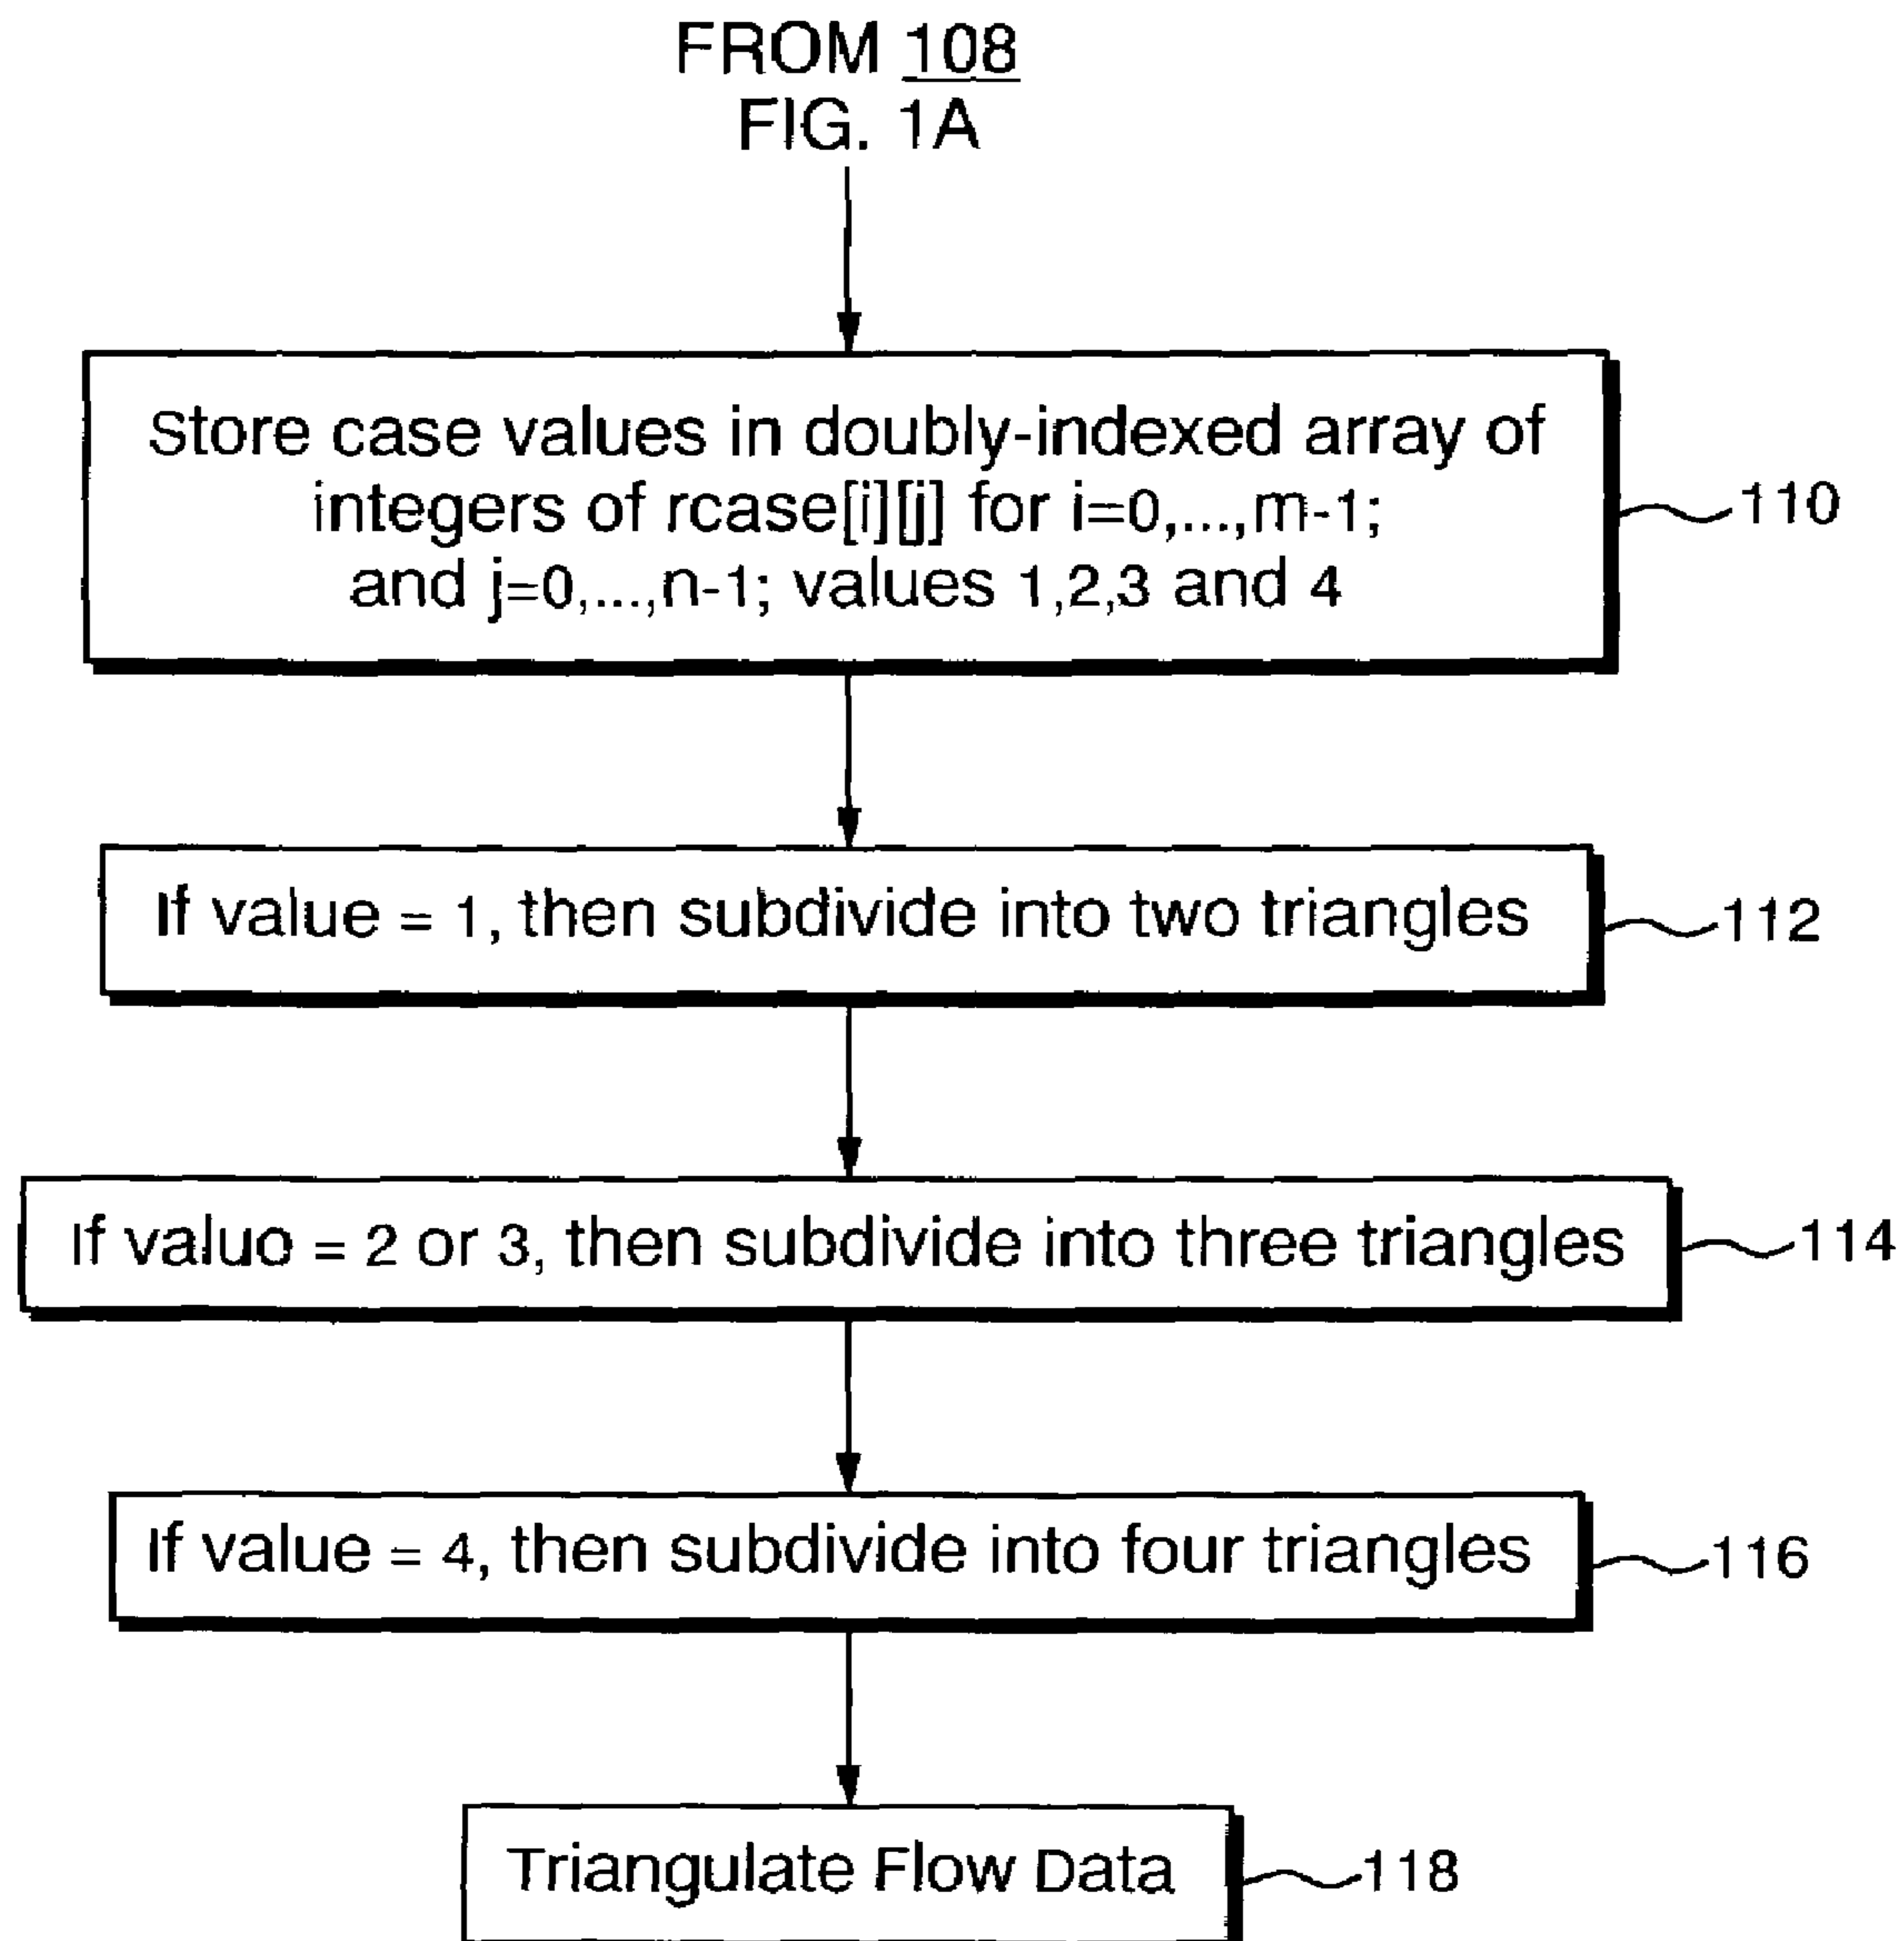 FROM 108
FIG. 1A
Store case values in doubly-indexed array of
integers of rcase[i][j] for i=0,...,m-1;
and j=0,...,n-1; values 1,2,3 and 4
110
If value = 1, then subdivide into two triangles
112
If valuo = 2 or 3, then subdivide into three triangles
114
If value = 4, then subdivide into four triangles
116
Triangulate Flow Data
118